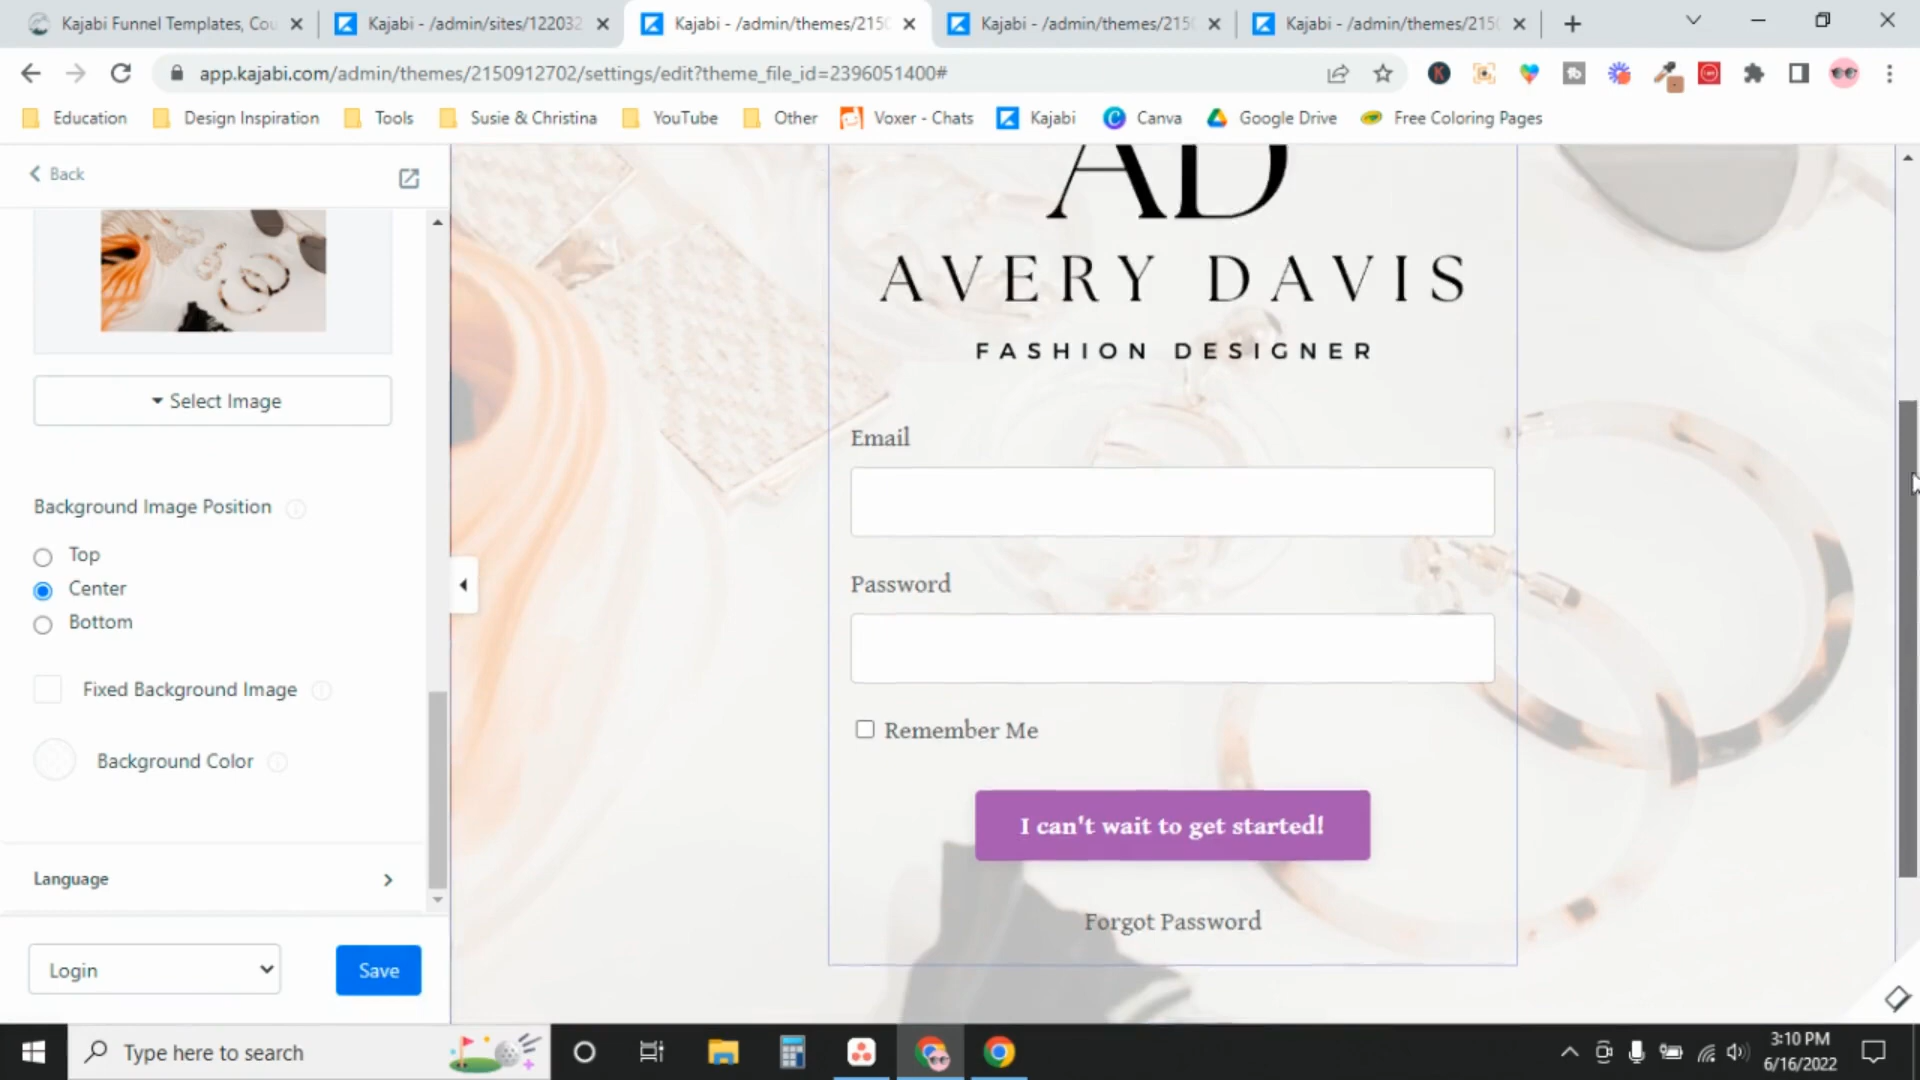 Kajabi Funnel Templates, Cou
Kajabi - /admin/sites/122032
Kajabi - /admin/themes/2150
Kajabi - /admin/themes/2150
Kajabi - /admin/themes/2150
app.kajabi.com/admin/themes/2150912702/settings/edit?theme_file_id=2396051400#
Education
Design Inspiration
Tools
Susie & Christina
YouTube
Other
Voxer - Chats
Kajabi
Canva
Google Drive
Free Coloring Pages
Back
Select Image
Background Image Position
Top
Center
Bottom
Fixed Background Image
Background Color
Language
Login
Save
AD
AVERY DAVIS
FASHION DESIGNER
Email
Password
Remember Me
I can't wait to get started!
Forgot Password
Type here to search
3:10 PM
6/16/2022